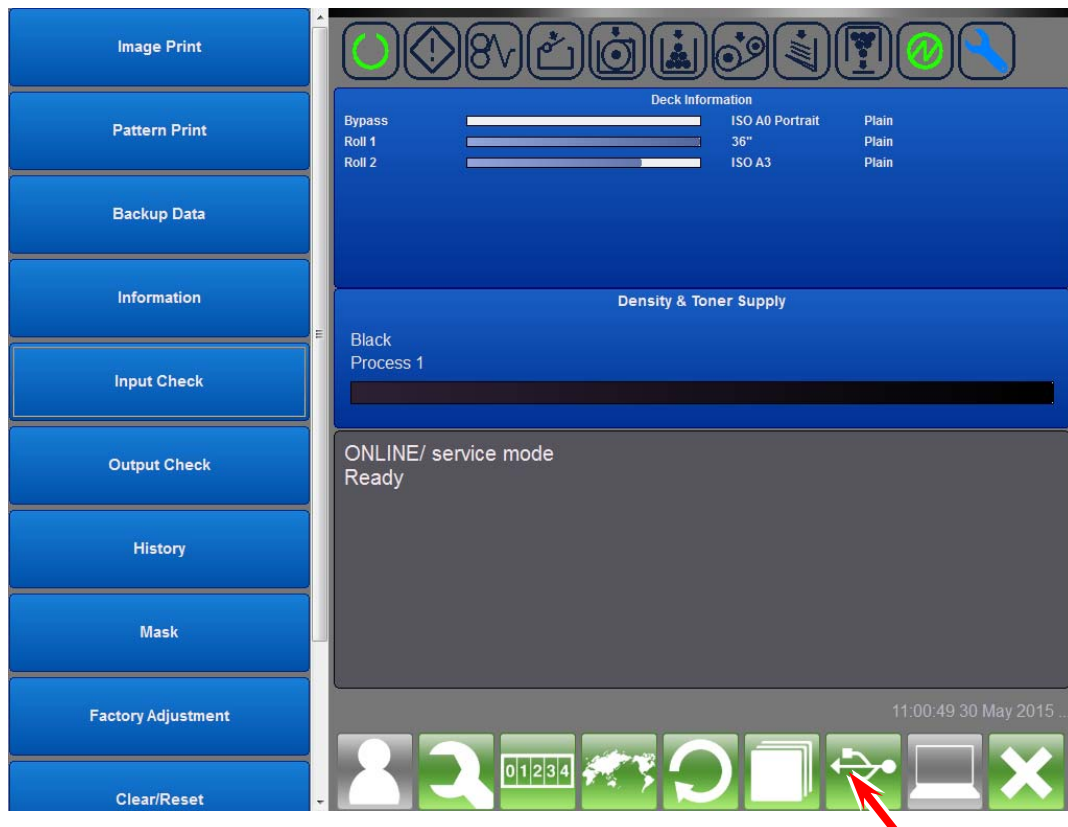 Image Print
Pattern Print
Backup Data
Information
Input Check
Output Check
History
Mask
Factory Adjustment
Clear/Reset
Deck Information
Bypass ISO A0 Portrait Plain
Roll 1 36" Plain
Roll 2 ISO A3 Plain
Density & Toner Supply
Black
Process 1
ONLINE/ service mode
Ready
11:00:49 30 May 2015 ..
01234